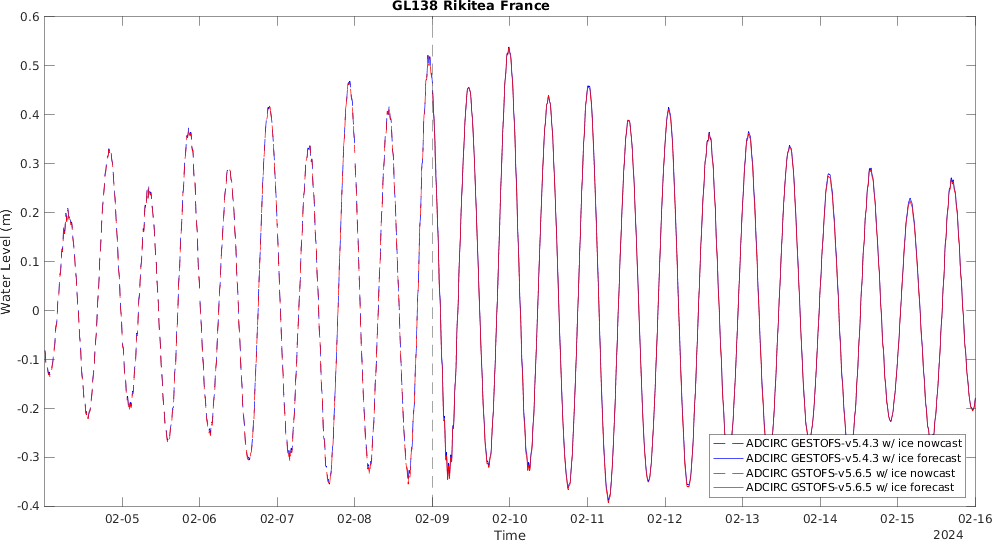 GL138 Rikitea France
0.6
0.5
0.4
0.3
0.2
0.1
0
-0.1
-0.2
-0.3
-0.4
Water Level (m)
02-05 02-06 02-07 02-08 02-09 02-10 02-11 02-12 02-13 02-14 02-15 02-16
Time
2024
ADCIRC GESTOFS-v5.4.3 w/ ice nowcast
ADCIRC GESTOFS-v5.4.3 w/ ice forecast
ADCIRC GSTOFS-v5.6.5 w/ ice nowcast
ADCIRC GSTOFS-v5.6.5 w/ ice forecast